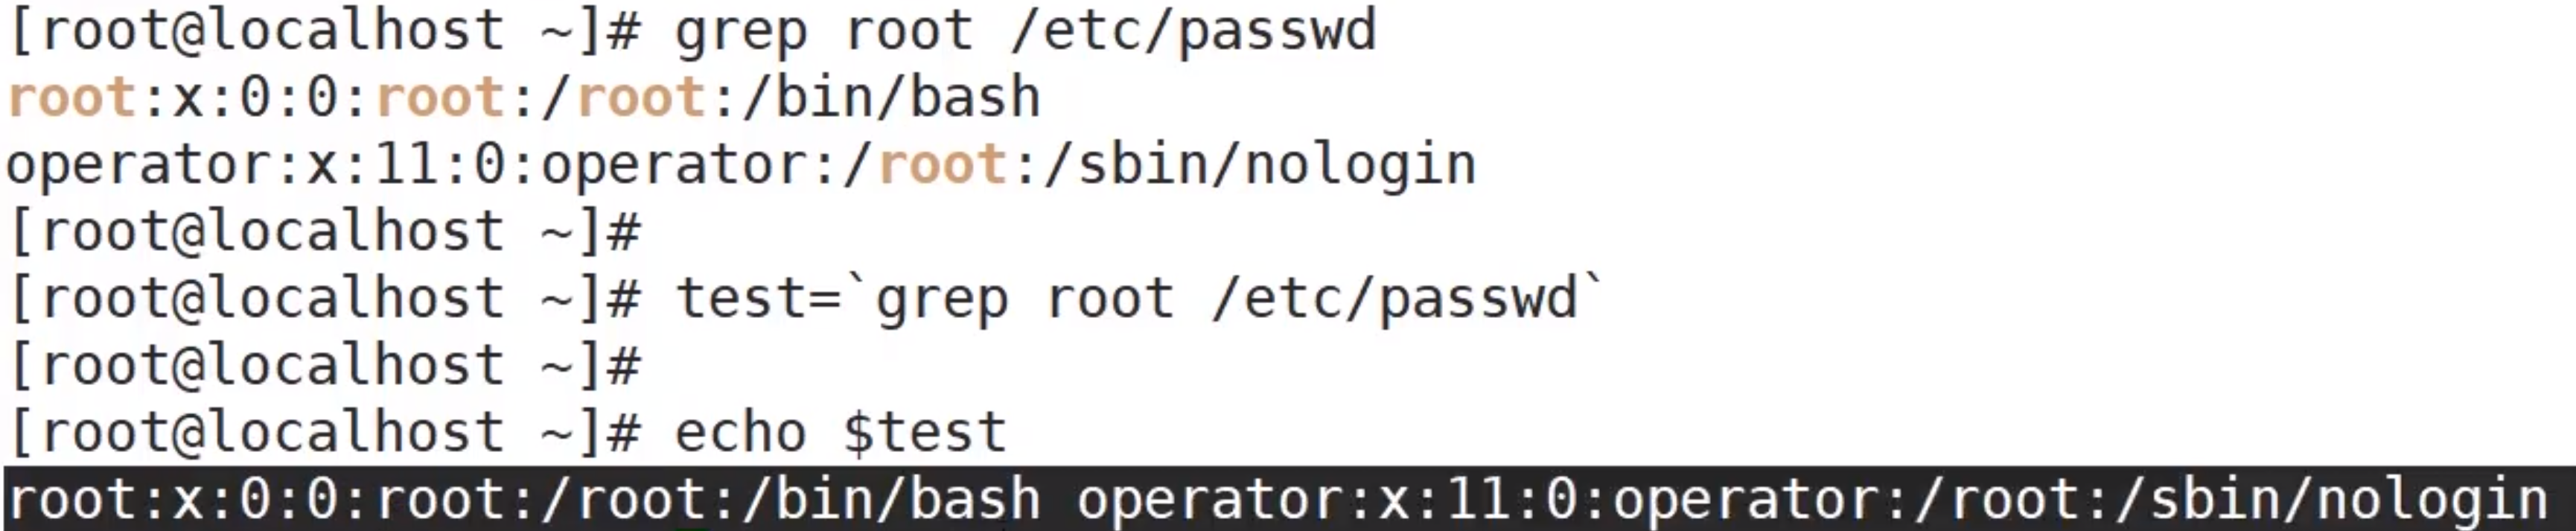 [root@localhost ~]# grep root /etc/passwd
root:x:0:0:root:/root:/bin/bash
operator:x:11:0:operator:/root:/sbin/nologin
[root@localhost ~]#
[root@localhost ~]# test=`grep root /etc/passwd`
[root@localhost ~]#
[root@localhost ~]# echo $test
root:x:0:0:root:/root:/bin/bash operator:x:11:0:operator:/root:/sbin/nologin